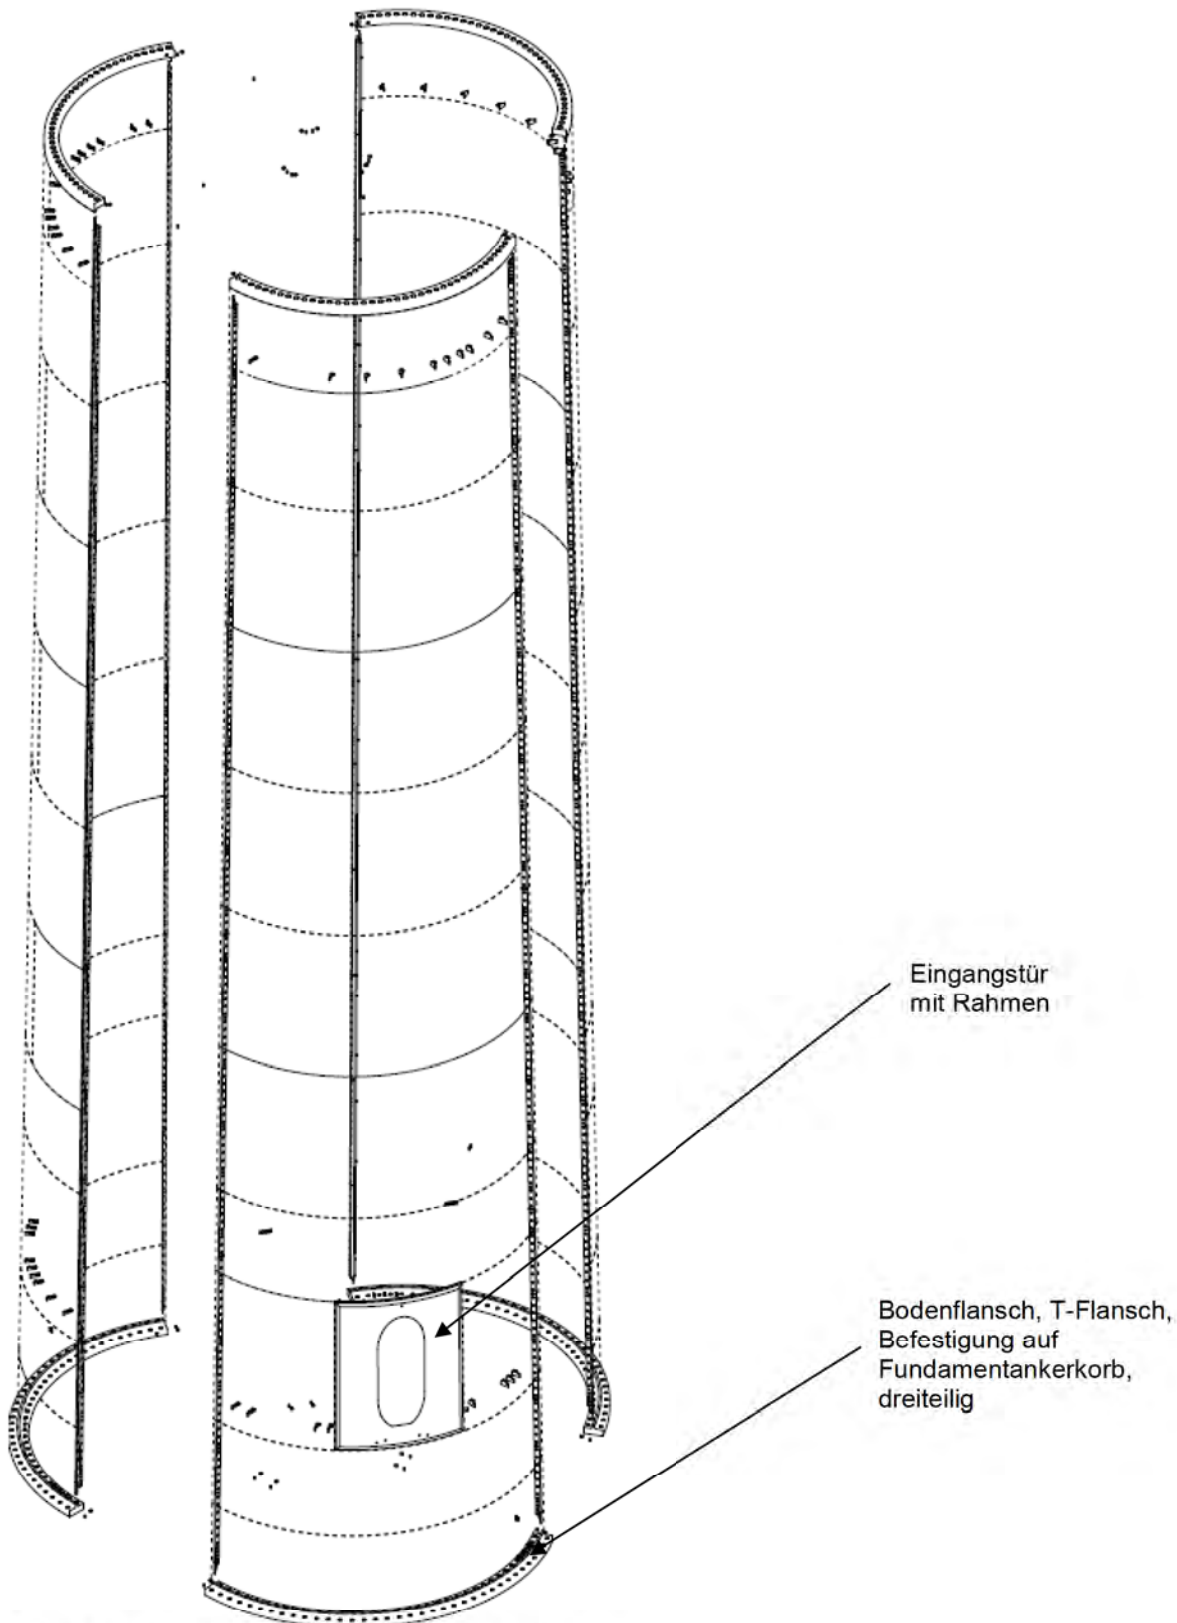 Eingangstür
mit Rahmen
Bodenflansch, T-Flansch,
Befestigung auf
Fundamentankerkorb,
dreiteilig